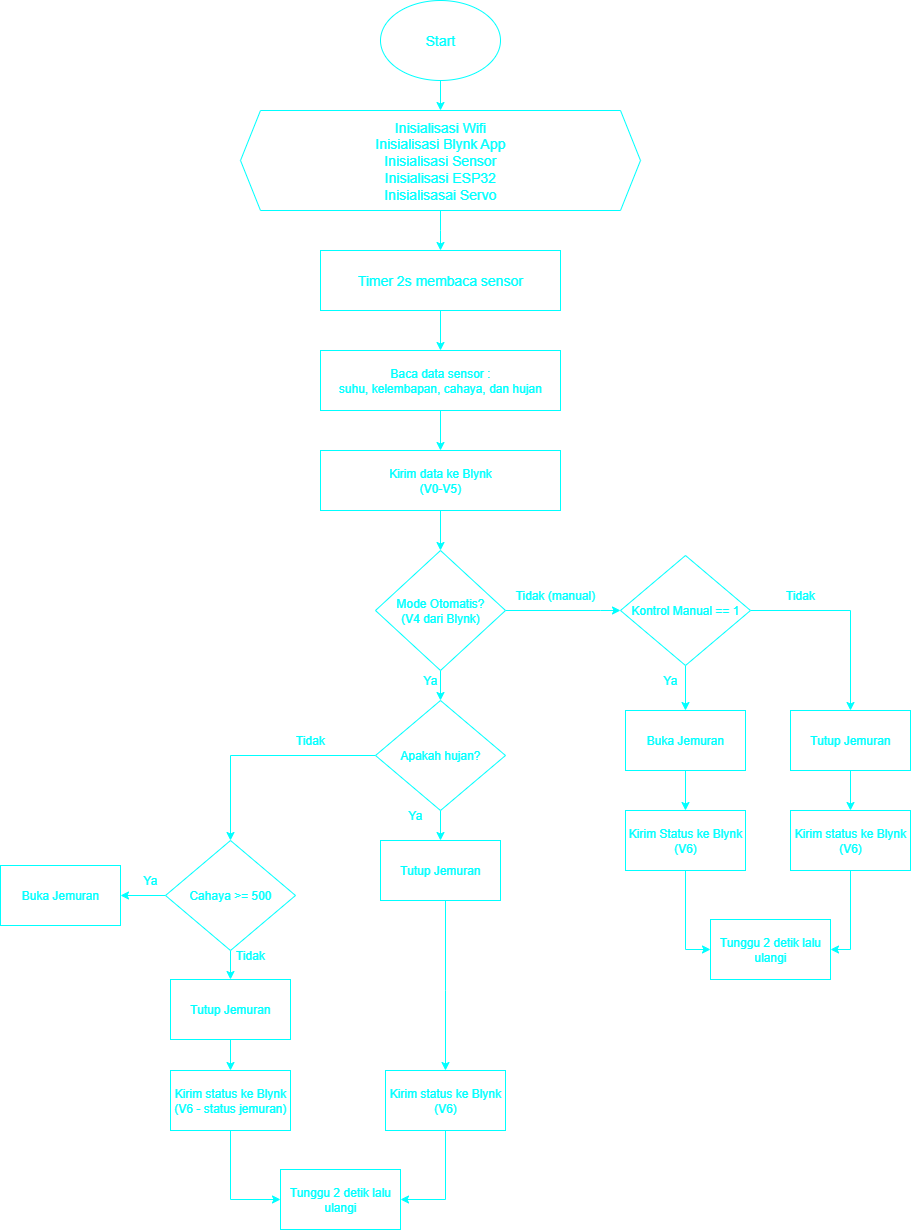 Start
Inisialisasi Wifi
Inisialisasi Blynk App
Inisialisasi Sensor
Inisialisasi ESP32
Inisialisasai Servo
Timer 2s membaca sensor
Baca data sensor :
suhu, kelembapan, cahaya, dan hujan
Kirim data ke Blynk
(V0-V5)
Mode Otomatis?
(V4 dari Blynk)
Tidak (manual)
Kontrol Manual == 1
Tidak
Ya
Ya
Buka Jemuran
Tutup Jemuran
Tidak
Apakah hujan?
Ya
Kirim Status ke Blynk
(V6)
Kirim status ke Blynk
(V6)
Tutup Jemuran
Cahaya >= 500
Ya
Buka Jemuran
Tidak
Tunggu 2 detik lalu
ulangi
Tutup Jemuran
Kirim status ke Blynk
(V6 - status jemuran)
Kirim status ke Blynk
(V6)
Tunggu 2 detik lalu
ulangi